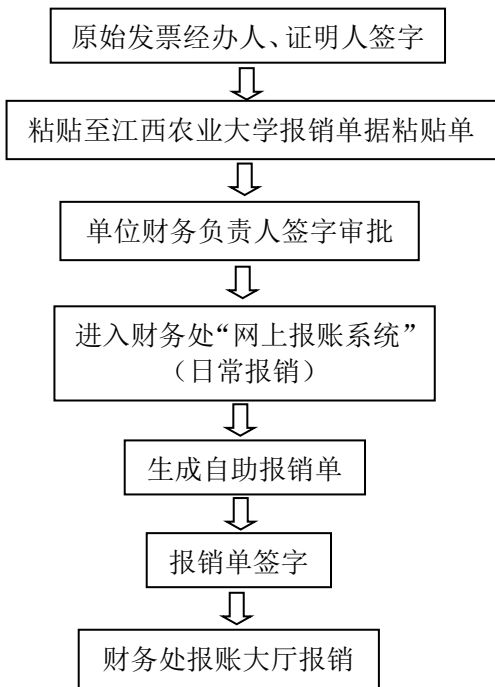 原始发票经办人、证明人签字
粘贴至江西农业大学报销单据粘贴单
单位财务负责人签字审批
进入财务处“网上报账系统”
（日常报销）
生成自助报销单
报销单签字
财务处报账大厅报销